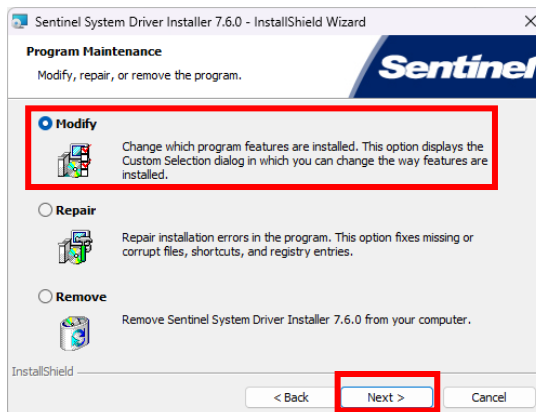 Sentinel System Driver Installer 7.6.0 - InstallShield Wizard
Program Maintenance
Modify, repair, or remove the program.
Sentinel
Modify
Change which program features are installed. This option displays the
Custom Selection dialog in which you can change the way features are
installed.
Repair
Repair installation errors in the program. This option fixes missing or
corrupt files, shortcuts, and registry entries.
Remove
Remove Sentinel System Driver Installer 7.6.0 from your computer.
InstallShield
< Back Next > Cancel